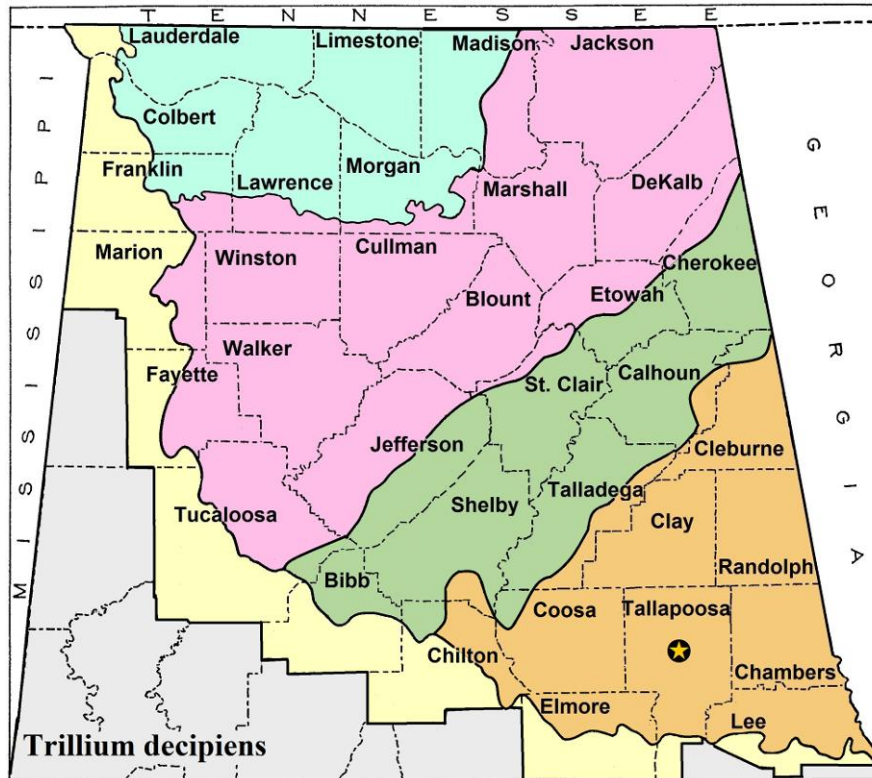 TENNESSEE
Lauderdale
Limestone
Madison
Jackson
Colbert
Franklin
Lawrence
Morgan
Marshall
DeKalb
Marion
Winston
Cullman
Cherokee
Blount
Etowah
Walker
Fayette
St. Clair
Calhoun
Jefferson
Cleburne
Tucaloosa
Shelby
Talladega
Clay
Randolph
Bibb
Coosa
Tallapoosa
Chilton
Chambers
Elmore
Lee
MISSISSIPPI
GEORGIA
Trillium decipiens